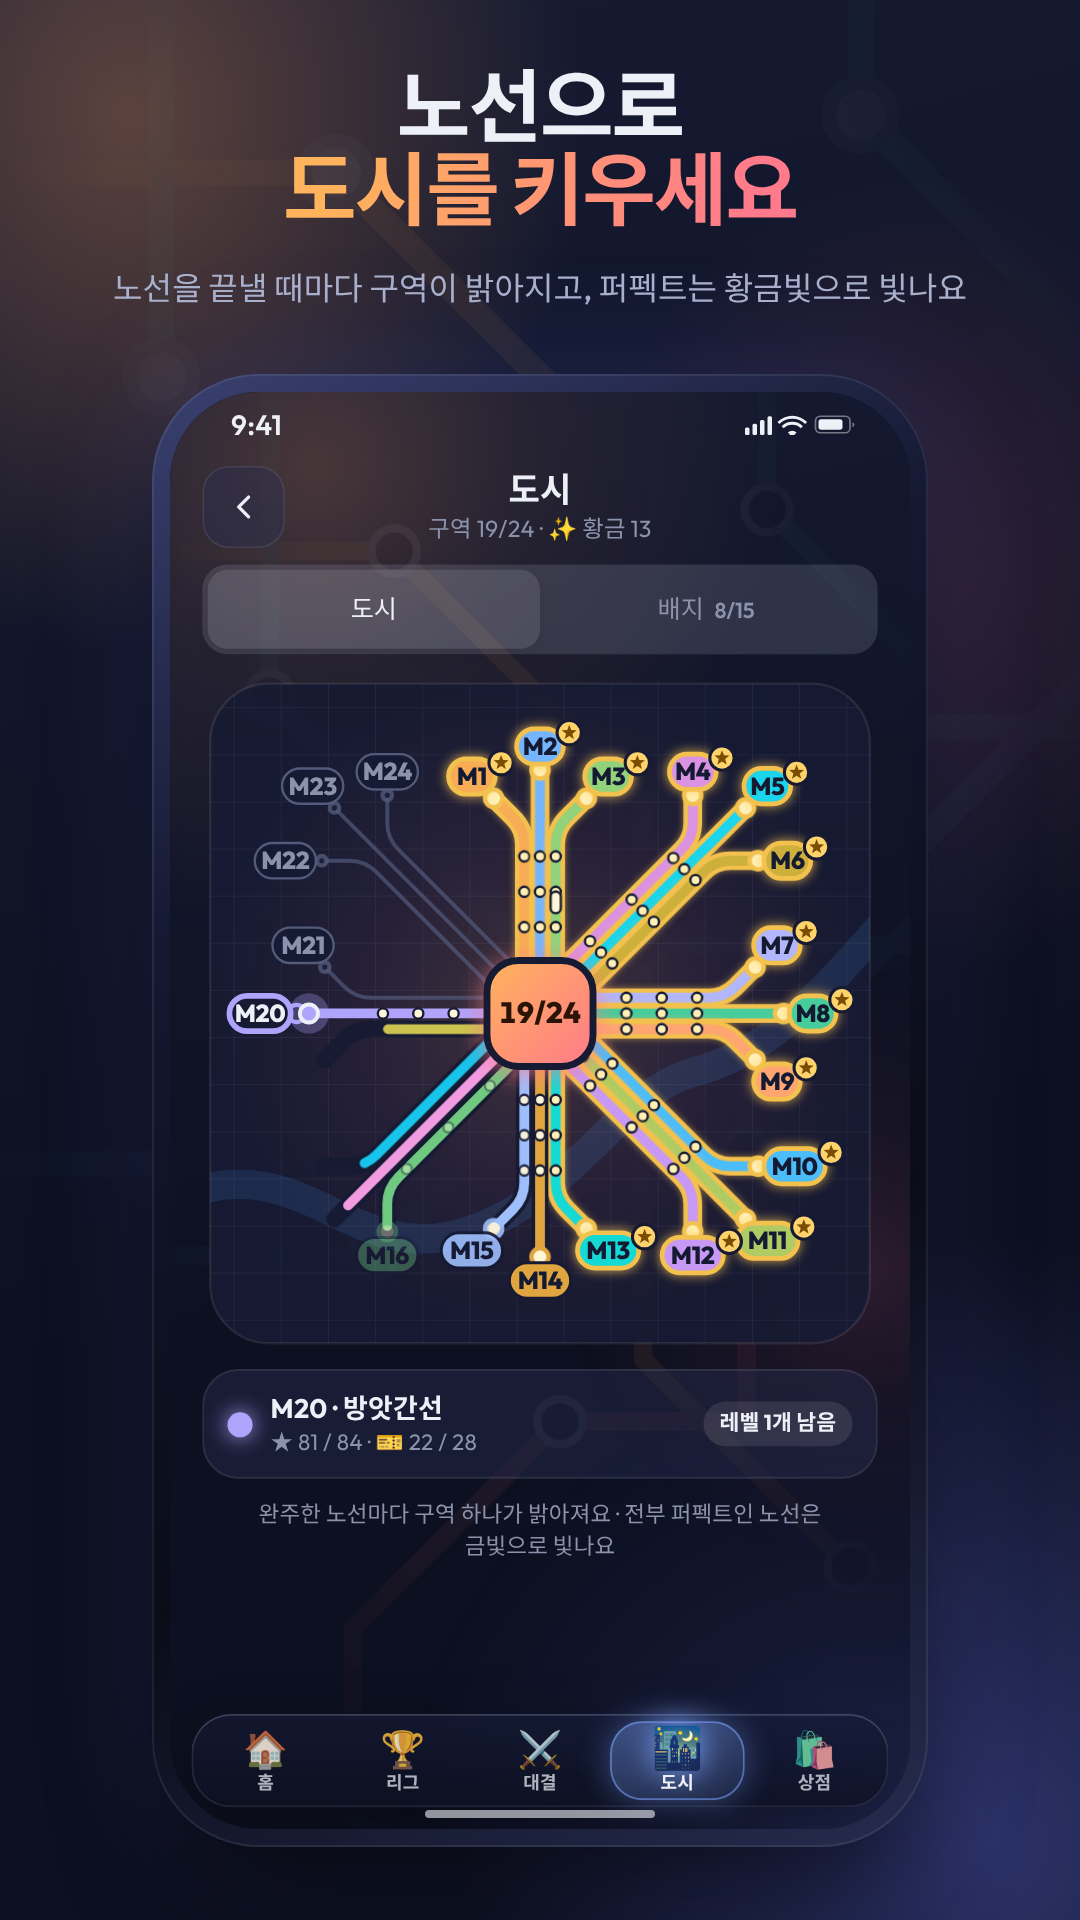 노선으로
도시를 키우세요
노선을 끝낼 때마다 구역이 밝아지고, 퍼펙트는 황금빛으로 빛나요
9:41
도시
구역 19/24 · ✨ 황금 13
도시
배지 8/15
M2
M24
M1
M3
M4
M23
M5
M22
M6
M21
M7
M20
19/24
M8
M9
M10
M16
M15
M13
M12
M11
M14
M20 · 방앗간선
★ 81 / 84 · 🎫 22 / 28
레벨 1개 남음
완주한 노선마다 구역 하나가 밝아져요 · 전부 퍼펙트인 노선은
금빛으로 빛나요
홈
리그
대결
도시
상점